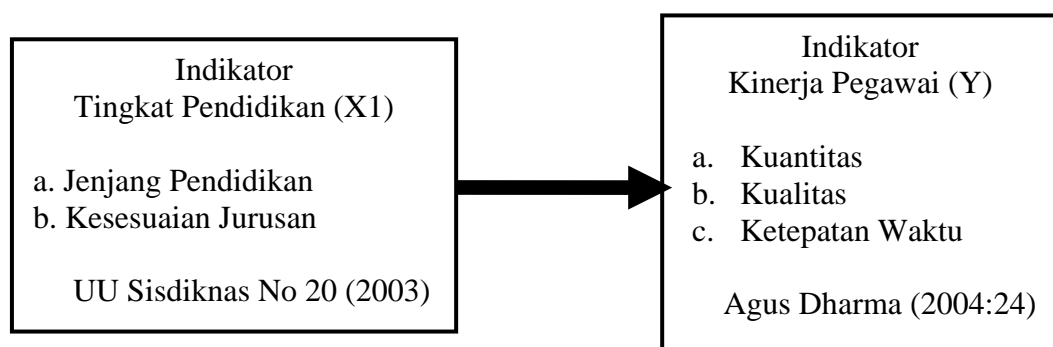 Indikator
Tingkat Pendidikan (X1)
a. Jenjang Pendidikan
b. Kesesuaian Jurusan
UU Sisdiknas No 20 (2003)
Indikator
Kinerja Pegawai (Y)
a. Kuantitas
b. Kualitas
c. Ketepatan Waktu
Agus Dharma (2004:24)